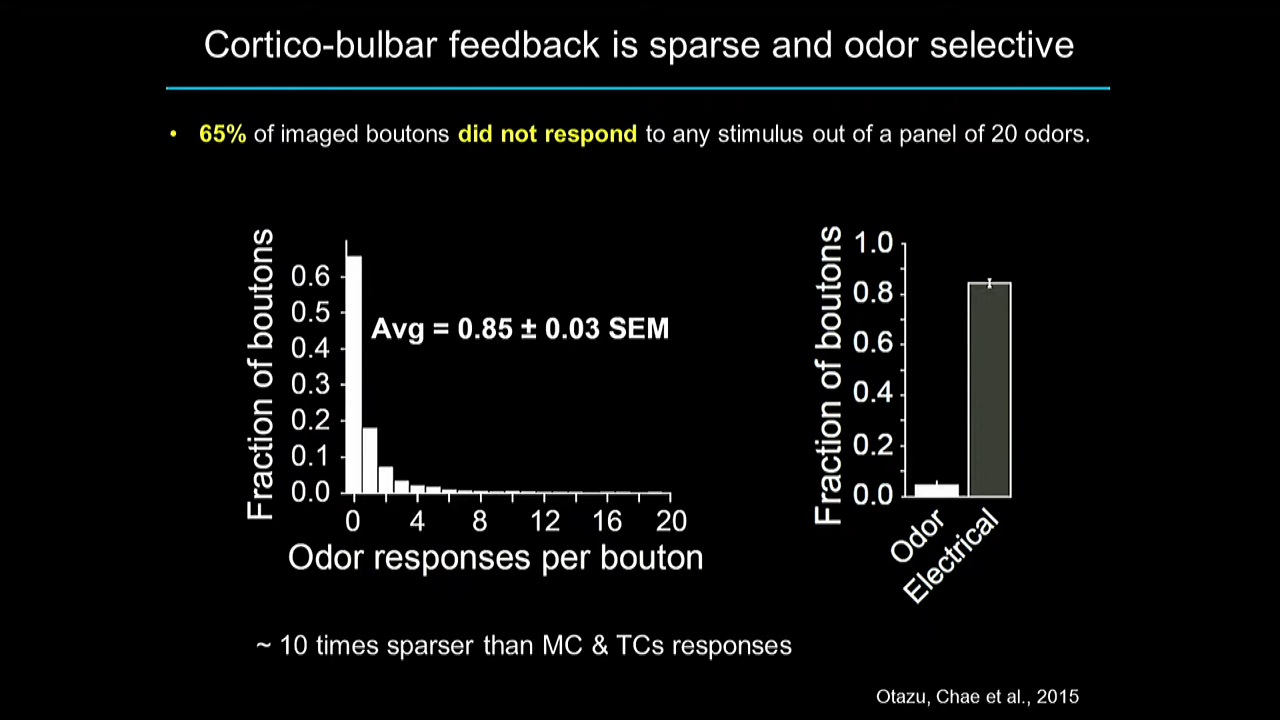 Cortico-bulbar feedback is sparse and odor selective
• 65% of imaged boutons did not respond to any stimulus out of a panel of 20 odors.
Fraction of boutons
0.6
0.5
0.4
0.3
0.2
0.1
0.0
Avg = 0.85 ± 0.03 SEM
0 4 8 12 16 20
Odor responses per bouton
Fraction of boutons
1.0
0.8
0.6
0.4
0.2
0.0
Odor
Electrical
~ 10 times sparser than MC & TCs responses
Otazu, Chae et al., 2015